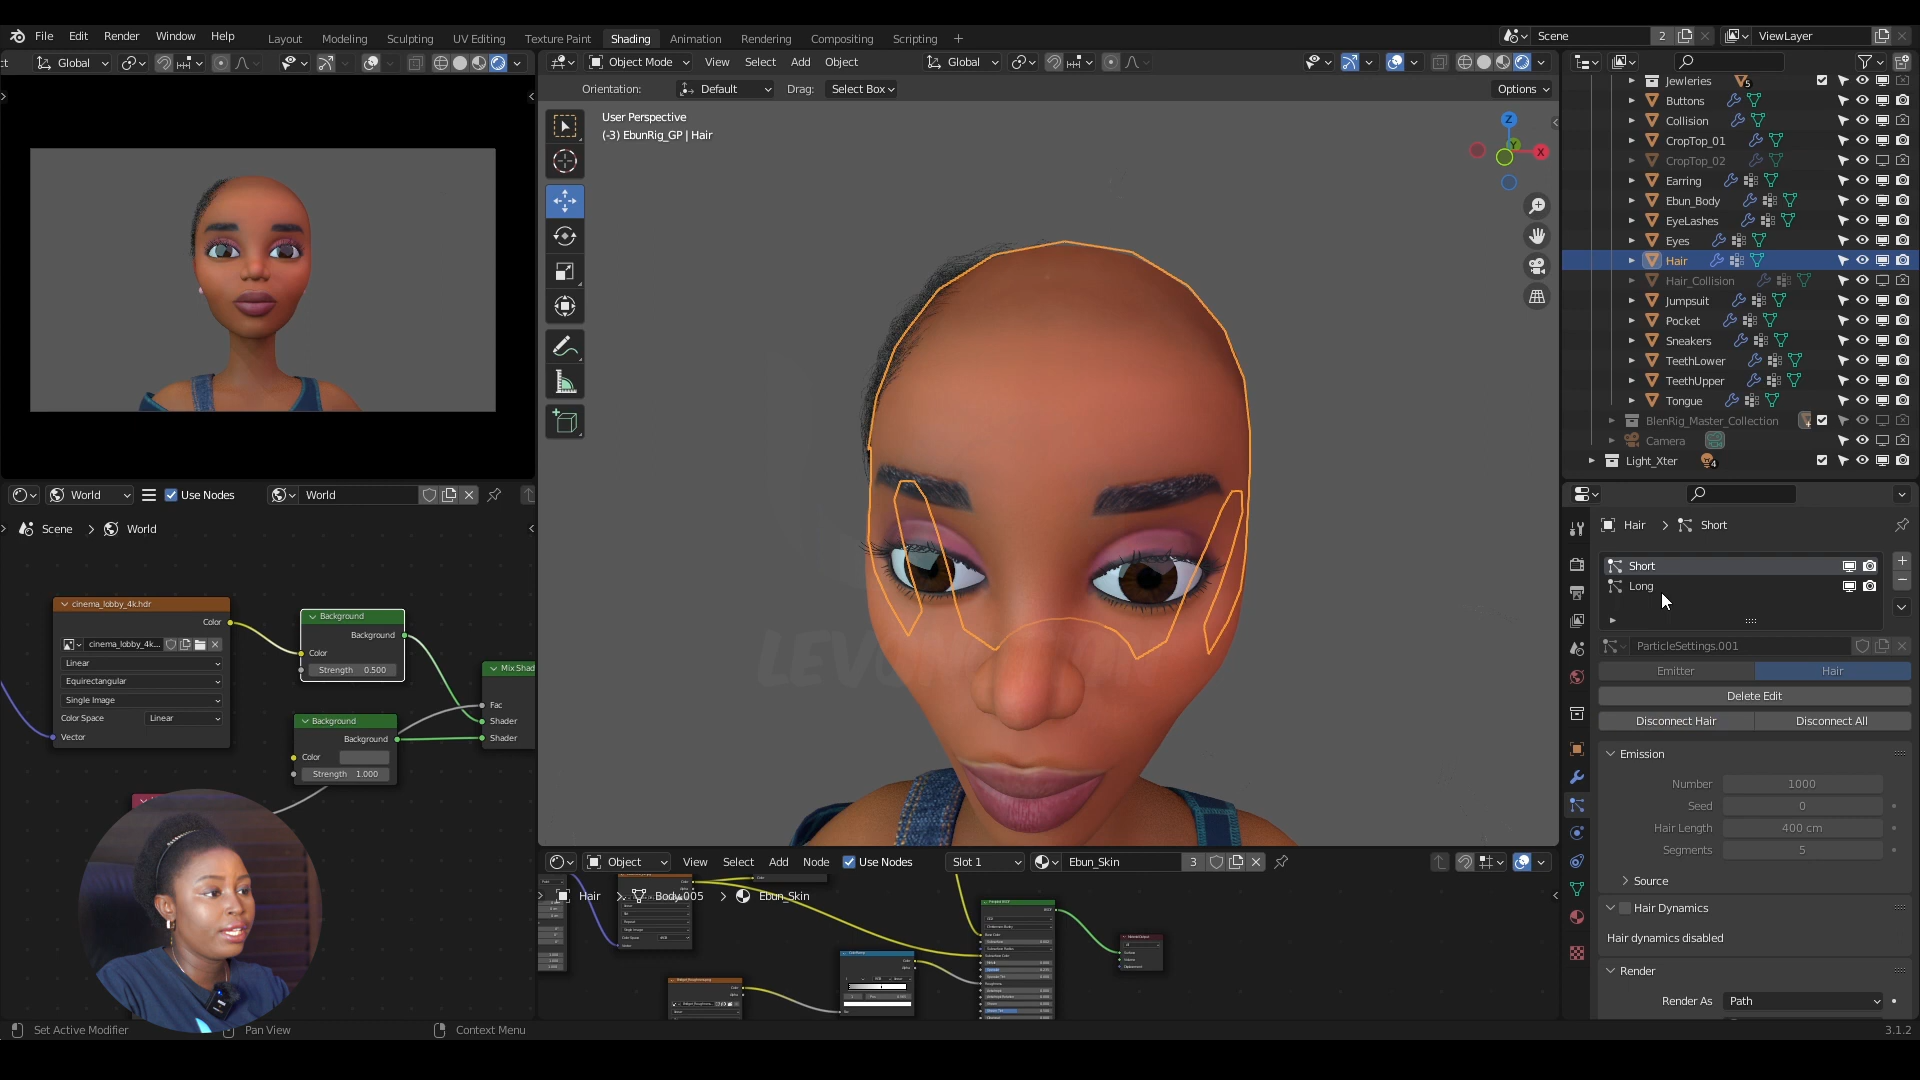 File Edit Render Window Help Layout Modeling Sculpting UV Editing Texture Paint Shading Animation Rendering Compositing Scripting Scene 2 ViewLayer
Global
Object Mode View Select Add Object Global
Orientation: Default Drag: Select Box Options
User Perspective
(-3) EbunRig_GP | Hair
Z
Y
X
Jewleries 5
Buttons
Collision
CropTop_01
CropTop_02
Earring
Ebun_Body
EyeLashes
Eyes
Hair
Hair_Collision
Jumpsuit
Pocket
Sneakers
TeethLower
TeethUpper
Tongue
BlenRig_Master_Collection
Camera
Light_Xter 4
World Use Nodes World
Scene > World
cinema_lobby_4k.hdr
Color
cinema_lobby_4k...
Linear
Equirectangular
Single Image
Color Space Linear
Vector
Background
Background
Color
Strength 0.500
Background
Background
Color
Strength 1.000
Mix Shad
Fac
Shader
Shader
Hair > Short
Short
Long
ParticleSettings.001
Emitter Hair
Delete Edit
Disconnect Hair Disconnect All
Emission
Number 1000
Seed 0
Hair Length 400 cm
Segments 5
Source
Hair Dynamics
Hair dynamics disabled
Render
Render As Path
Object View Select Add Node Use Nodes Slot 1 Ebun_Skin 3
Hair > Body.005 > Ebun_Skin
Set Active Modifier Pan View Context Menu 3.1.2